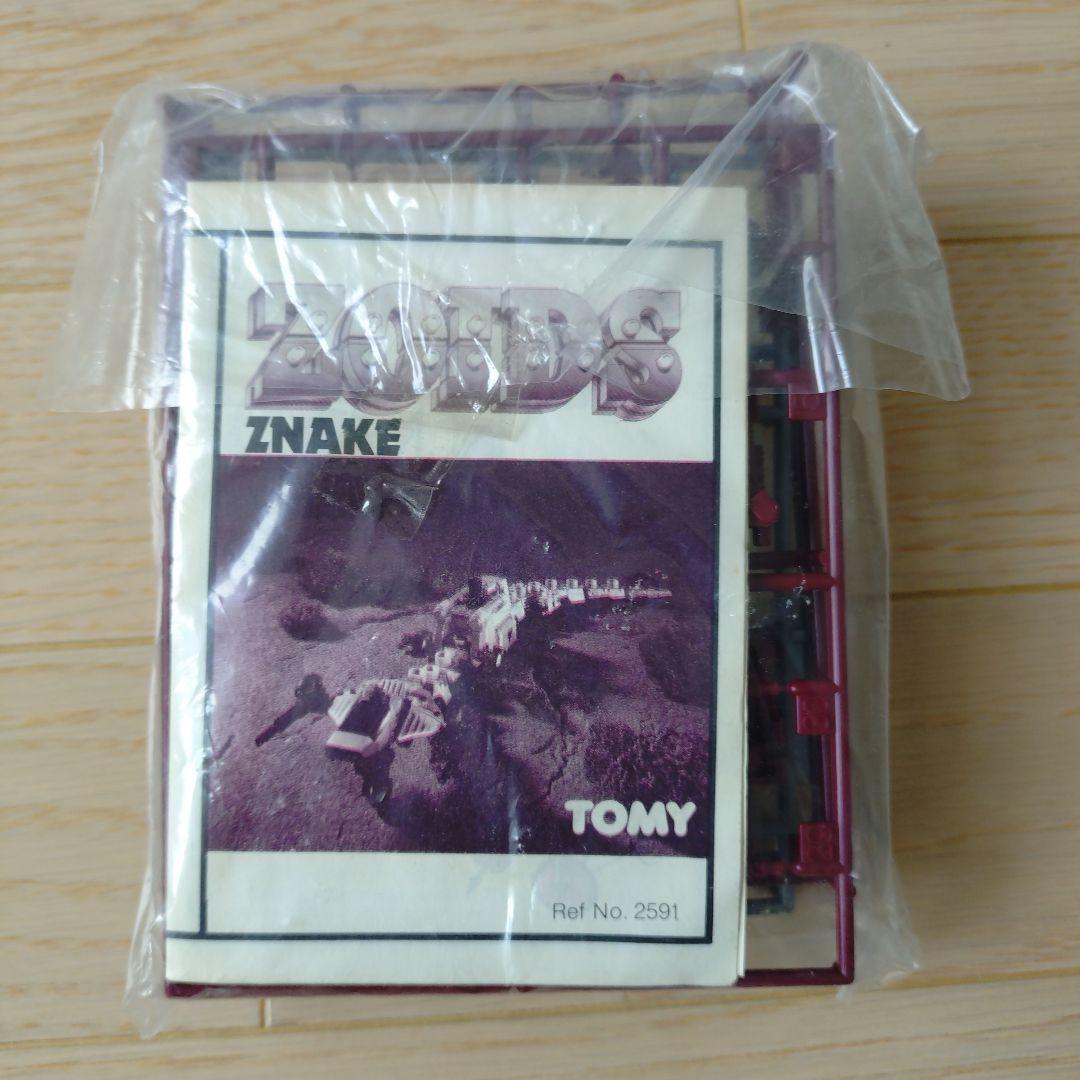 ZOIDS
ZNAKE
TOMY
Ref No. 2591